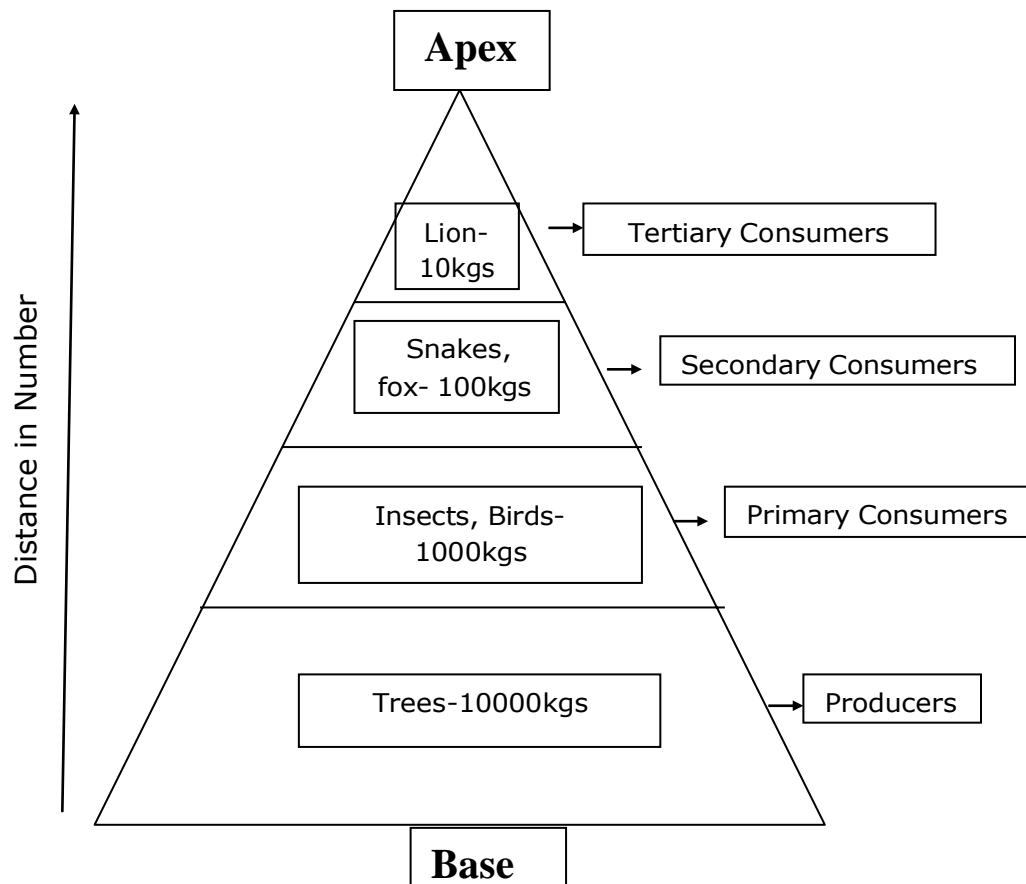 Apex
Lion-
10kgs
Tertiary Consumers
Snakes,
fox- 100kgs
Secondary Consumers
Distance in Number
Insects, Birds-
1000kgs
Primary Consumers
Trees-10000kgs
Producers
Base